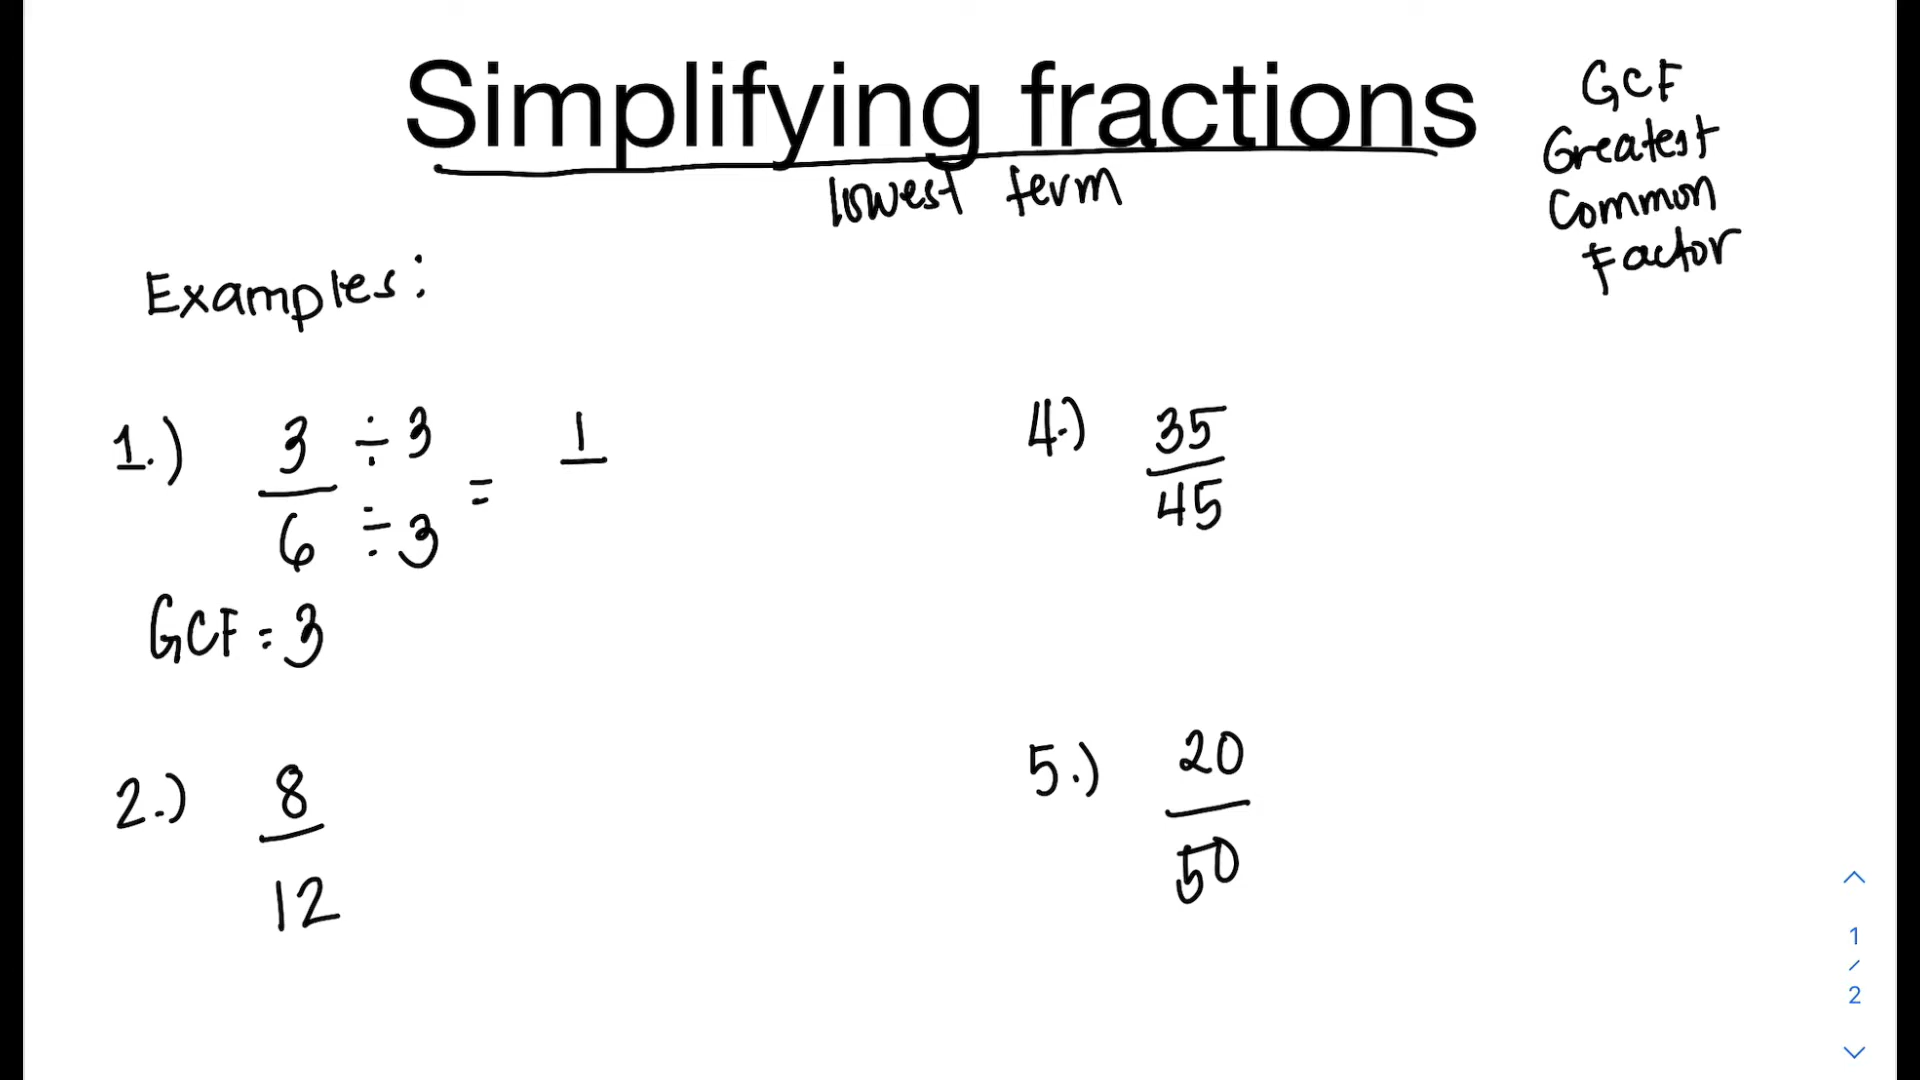 Simplifying fractions
lowest term
GCF
Greatest
Common
Factor
Examples:
1.) 3 ÷ 3 = 1
6 ÷ 3
GCF = 3
2.) 8
12
4.) 35
45
5.) 20
50
1
/
2